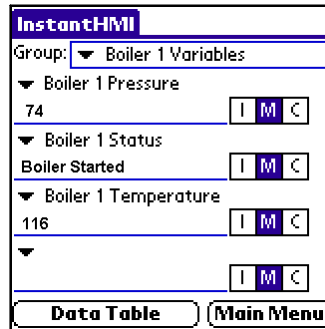 InstantHMI
Group: Boiler 1 Variables
Boiler 1 Pressure
74 I M C
Boiler 1 Status
Boiler Started I M C
Boiler 1 Temperature
116 I M C
I M C
Data Table Main Menu